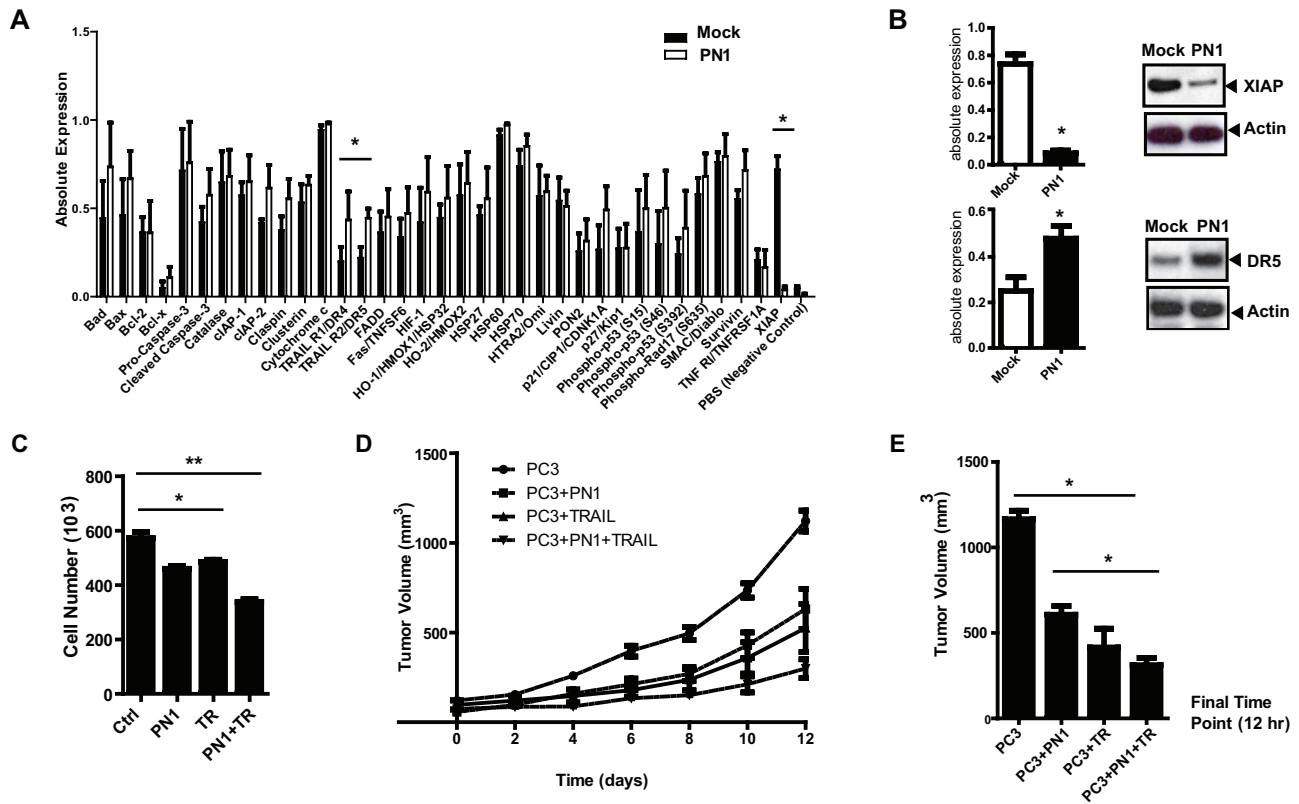 A
Absolute Expression
1.5
1.0
0.5
0.0
Mock
PN1
*
*
Bad
Bax
Bcl-2
Bcl-x
Pro-Caspase-3
Cleaved Caspase-3
Catalase
cIAP-1
cIAP-2
Claspin
Clusterin
Cytochrome c
TRAIL R1/DR4
TRAIL R2/DR5
FADD
Fas/TNFSF6
HIF-1
HO-1/HMOX1/HSP32
HO-2/HMOX2
HSP27
HSP60
HSP70
HTRA2/Omi
Livin
PON2
p21/CIP1/CDNK1A
p27/Kip1
Phospho-p53 (S15)
Phospho-p53 (S46)
Phospho-p53 (S392)
Phospho-Rad17 (S635)
SMAC/Diablo
Survivin
TNF RI/TNFRSF1A
XIAP
PBS (Negative Control)
B
absolute expression
1.0
0.8
0.6
0.4
0.2
0.0
*
Mock
PN1
Mock PN1
XIAP
Actin
absolute expression
0.6
0.4
0.2
0.0
*
Mock
PN1
Mock PN1
DR5
Actin
C
Cell Number (10 3)
800
600
400
200
0
**
*
Ctrl
PN1
TR
PN1+TR
D
Tumor Volume (mm3)
1500
1000
500
PC3
PC3+PN1
PC3+TRAIL
PC3+PN1+TRAIL
0 2 4 6 8 10 12
Time (days)
E
Tumor Volume (mm3)
1500
1000
500
0
*
*
PC3
PC3+PN1
PC3+TR
PC3+PN1+TR
Final Time
Point (12 hr)